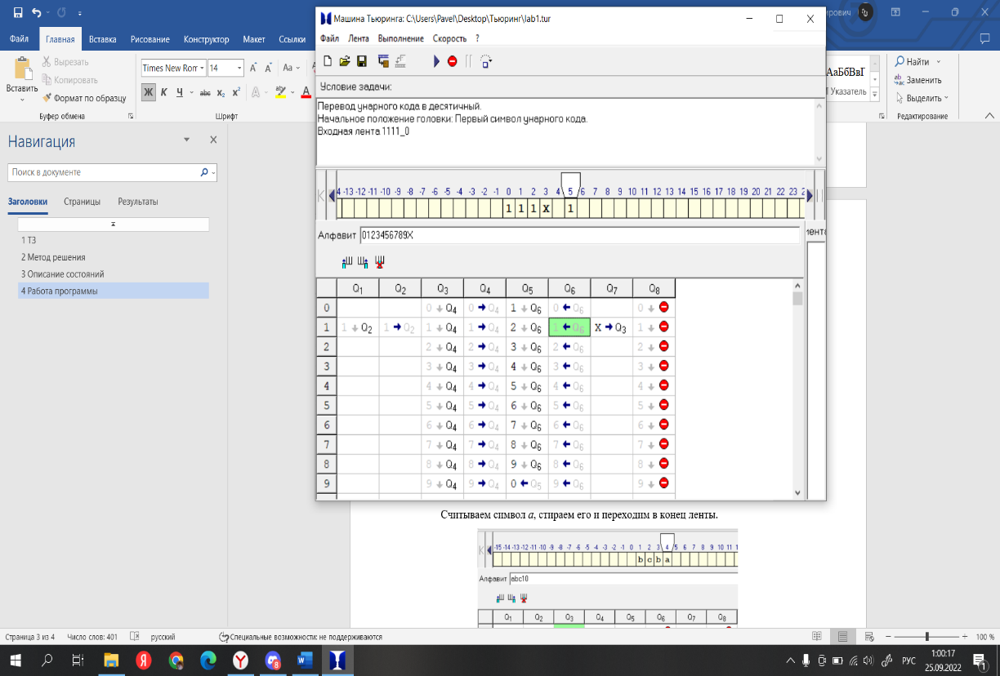 ирович
Машина Тьюринга: C:\Users\Pavel\Desktop\Тьюринг\lab1.tur
Файл Главная Вставка Рисование Конструктор Макет Ссылки
Файл Лента Выполнение Скорость ?
Вставить
Вырезать
Копировать
Формат по образцу
Буфер обмена
Times New Rom 14
Aa
Ж К Ч abc x₂ x² A A
Шрифт
АаБбВвГ
Указатель
Найти
Заменить
Выделить
Редактирование
Условие задачи:
Перевод унарного кода в десятичный.
Начальное положение головки: Первый символ унарного кода.
Входная лента 1111_0
Навигация
Поиск в документе
Заголовки Страницы Результаты
1 ТЗ
2 Метод решения
3 Описание состояний
4 Работа программы
4 -13 -12 -11 -10 -9 -8 -7 -6 -5 -4 -3 -2 -1 0 1 2 3 4 5 6 7 8 9 10 11 12 13 14 15 16 17 18 19 20 21 22 23 2
1 1 1 X 1
Алфавит 0123456789X
Q1 Q2 Q3 Q4 Q5 Q6 Q7 Q8
0 0 ↓ Q4 0 → Q4 1 ↓ Q6 0 ← Q6 0 ↓
1 1 ↓ Q2 1 → Q2 1 ↓ Q4 1 → Q4 2 ↓ Q6 1 ← Q6 X → Q3 1 ↓
2 2 ↓ Q4 2 → Q4 3 ↓ Q6 2 ← Q6 2 ↓
3 3 ↓ Q4 3 → Q4 4 ↓ Q6 3 ← Q6 3 ↓
4 4 ↓ Q4 4 → Q4 5 ↓ Q6 4 ← Q6 4 ↓
5 5 ↓ Q4 5 → Q4 6 ↓ Q6 5 ← Q6 5 ↓
6 6 ↓ Q4 6 → Q4 7 ↓ Q6 6 ← Q6 6 ↓
7 7 ↓ Q4 7 → Q4 8 ↓ Q6 7 ← Q6 7 ↓
8 8 ↓ Q4 8 → Q4 9 ↓ Q6 8 ← Q6 8 ↓
9 9 ↓ Q4 9 → Q4 0 ← Q5 9 ← Q6 9 ↓
Считываем символ а, стираем его и переходим в конец ленты.
-15 -14 -13 -12 -11 -10 -9 -8 -7 -6 -5 -4 -3 -2 -1 0 1 2 3 4 5 6 7 8 9 10 11 1
b c b a
Алфавит abc10
Q1 Q2 Q3 Q4 Q5 Q6 Q7 Q8
Страница 3 из 4 Число слов: 401 русский Специальные возможности: не поддерживаются 100 %
РУС
1:00:17
25.09.2022